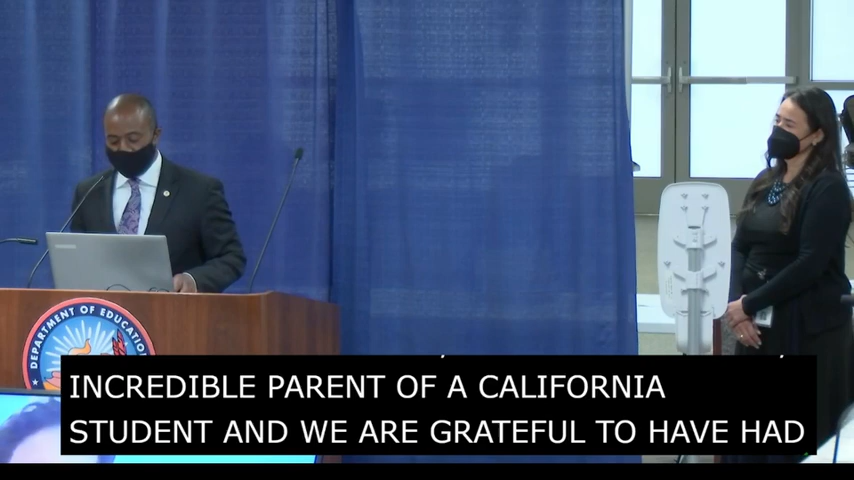 DEPARTMENT OF EDUCATION
INCREDIBLE PARENT OF A CALIFORNIA
STUDENT AND WE ARE GRATEFUL TO HAVE HAD